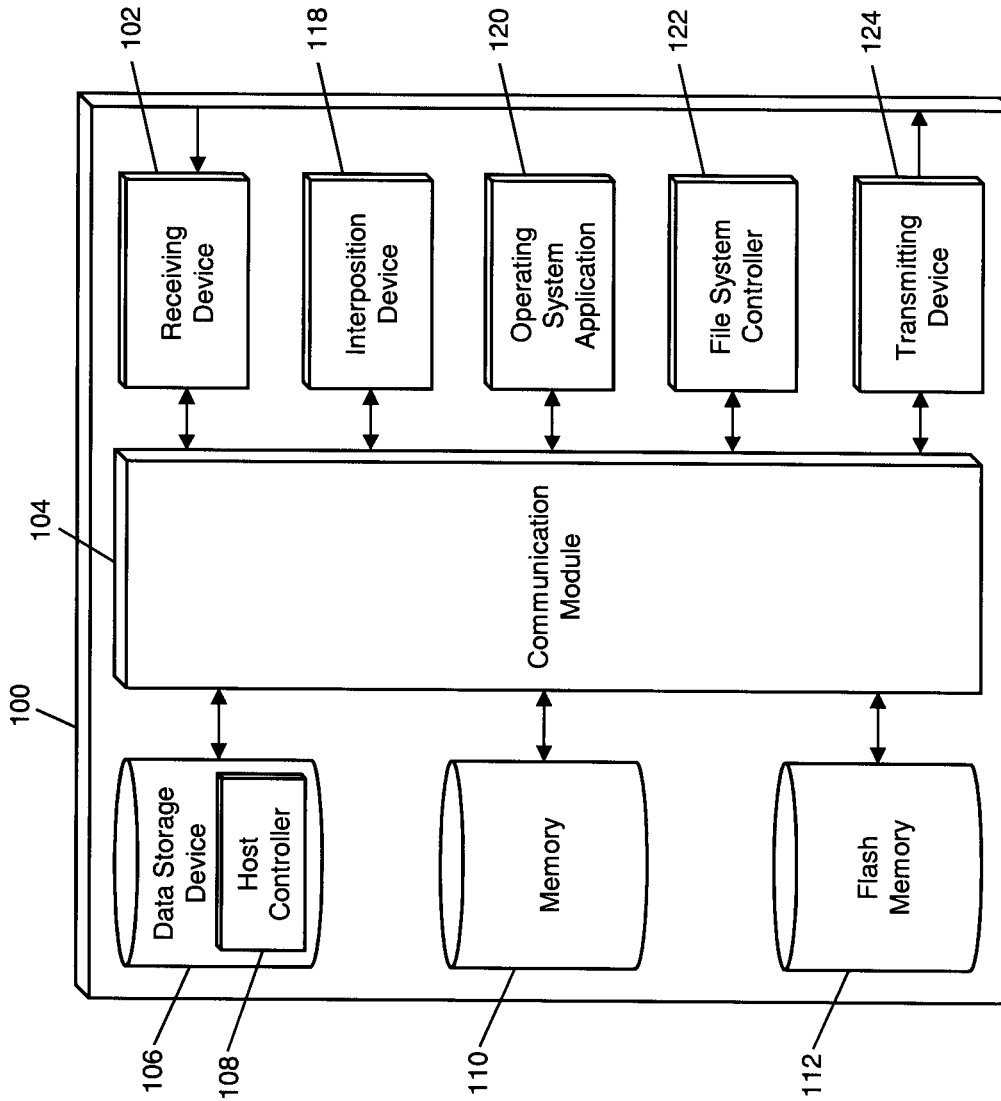 100
104
102
118
120
122
124
106
108
110
112
Data Storage
Device
Host
Controller
Memory
Flash
Memory
Communication
Module
Receiving
Device
Interposition
Device
Operating
System
Application
File System
Controller
Transmitting
Device